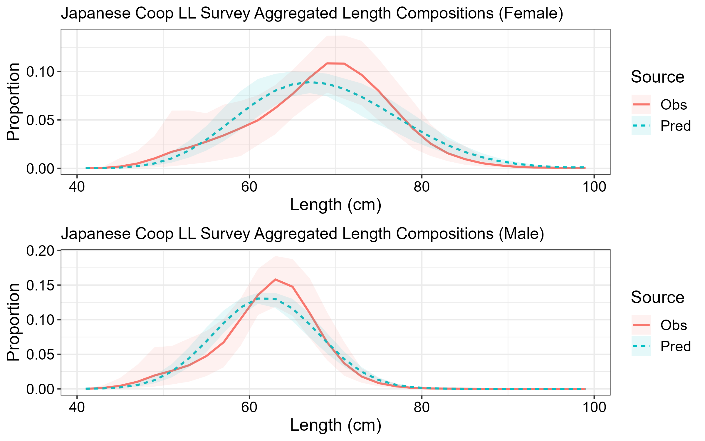 Japanese Coop LL Survey Aggregated Length Compositions (Female)
Proportion
0.10
0.05
0.00
40 60 80 100
Length (cm)
Source
Obs
Pred
Japanese Coop LL Survey Aggregated Length Compositions (Male)
Proportion
0.20
0.15
0.10
0.05
0.00
40 60 80 100
Length (cm)
Source
Obs
Pred